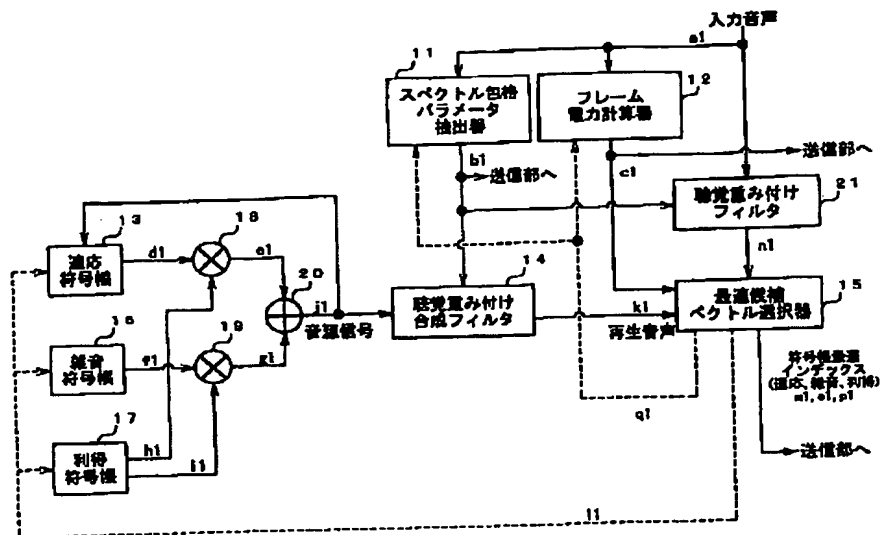 入力音声
a1
11
スペクトル包絡
パラメータ
抽出器
12
フレーム
電力計算器
b1
送信部へ
c1
送信部へ
21
聴覚重み付け
フィルタ
n1
13
適応
符号帳
d1
18
e1
20
j1
音源信号
14
聴覚重み付け
合成フィルタ
k1
再生音声
15
最適候補
ベクトル選択器
16
雑音
符号帳
f1
19
g1
17
利得
符号帳
h1
i1
q1
符号帳最適
インデックス
(適応、雑音、利得)
m1,o1,p1
送信部へ
l1